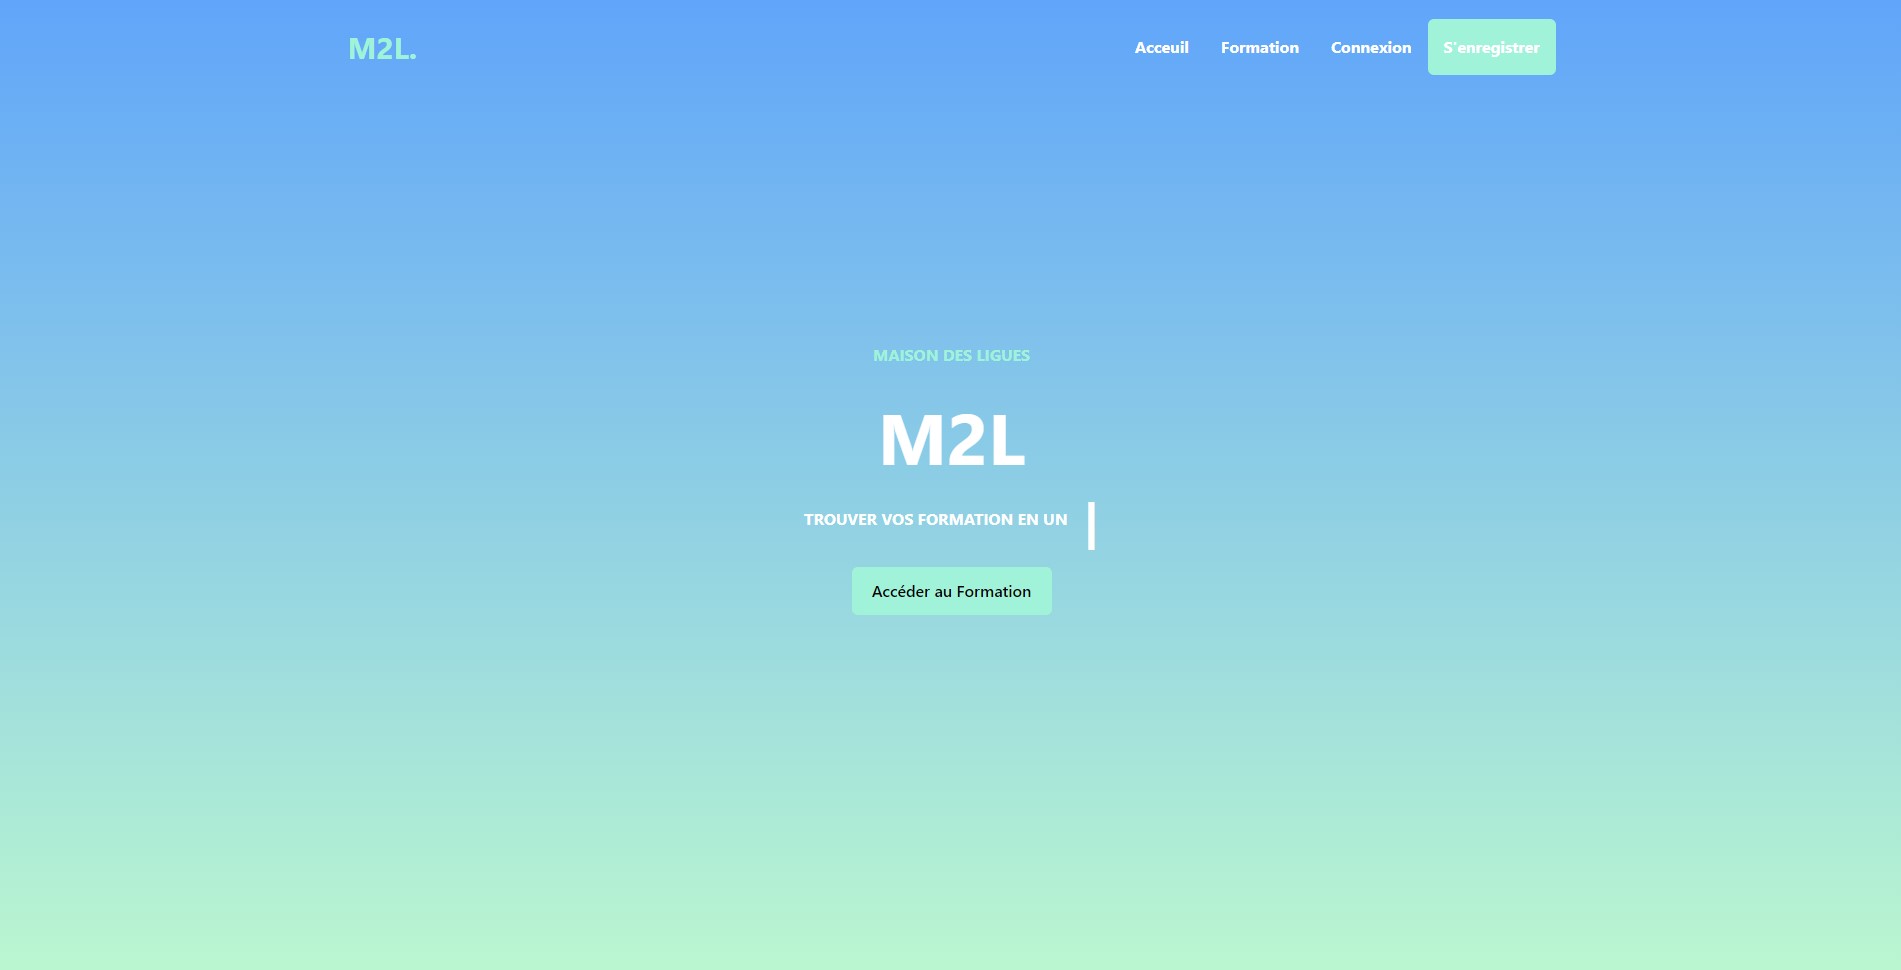 M2L.
Acceuil
Formation
Connexion
S'enregistrer
MAISON DES LIGUES
M2L
TROUVER VOS FORMATION EN UN
Accéder au Formation